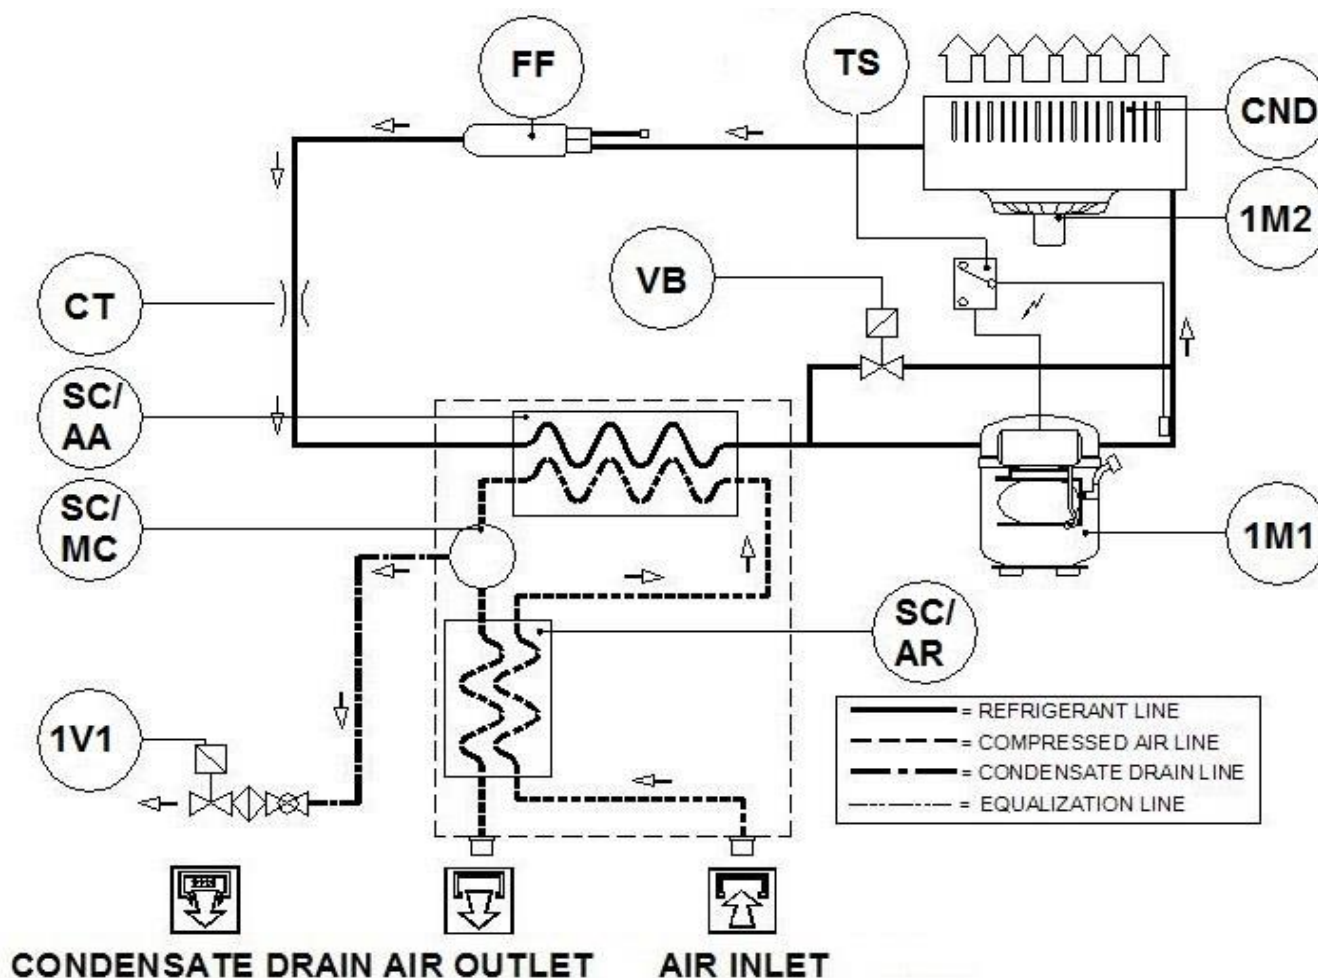 FF
TS
CND
1M2
VB
CT
SC/
AA
SC/
MC
1M1
SC/
AR
1V1
= REFRIGERANT LINE
= COMPRESSED AIR LINE
= CONDENSATE DRAIN LINE
= EQUALIZATION LINE
CONDENSATE DRAIN AIR OUTLET AIR INLET